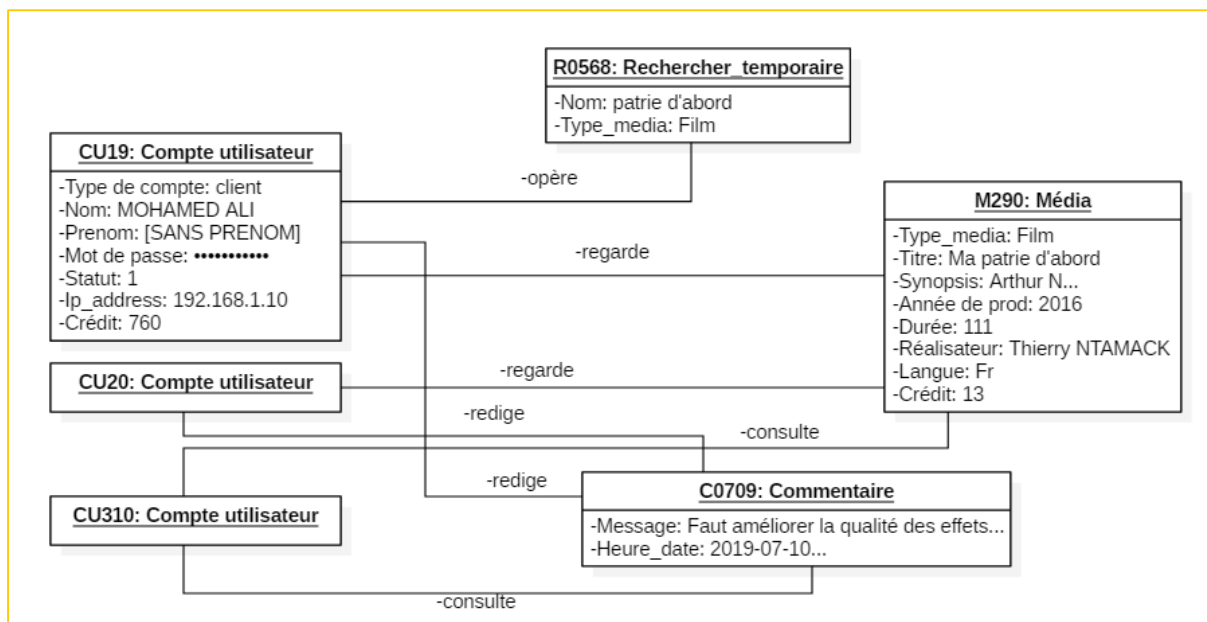 R0568: Rechercher_temporaire
-Nom: patrie d'abord
-Type_media: Film
CU19: Compte utilisateur
-Type de compte: client
-Nom: MOHAMED ALI
-Prenom: [SANS PRENOM]
-Mot de passe: •••••••••••
-Statut: 1
-Ip_address: 192.168.1.10
-Crédit: 760
-opère
-regarde
M290: Média
-Type_media: Film
-Titre: Ma patrie d'abord
-Synopsis: Arthur N...
-Année de prod: 2016
-Durée: 111
-Réalisateur: Thierry NTAMACK
-Langue: Fr
-Crédit: 13
CU20: Compte utilisateur
-regarde
-redige
-consulte
-redige
CU310: Compte utilisateur
C0709: Commentaire
-Message: Faut améliorer la qualité des effets...
-Heure_date: 2019-07-10...
-consulte